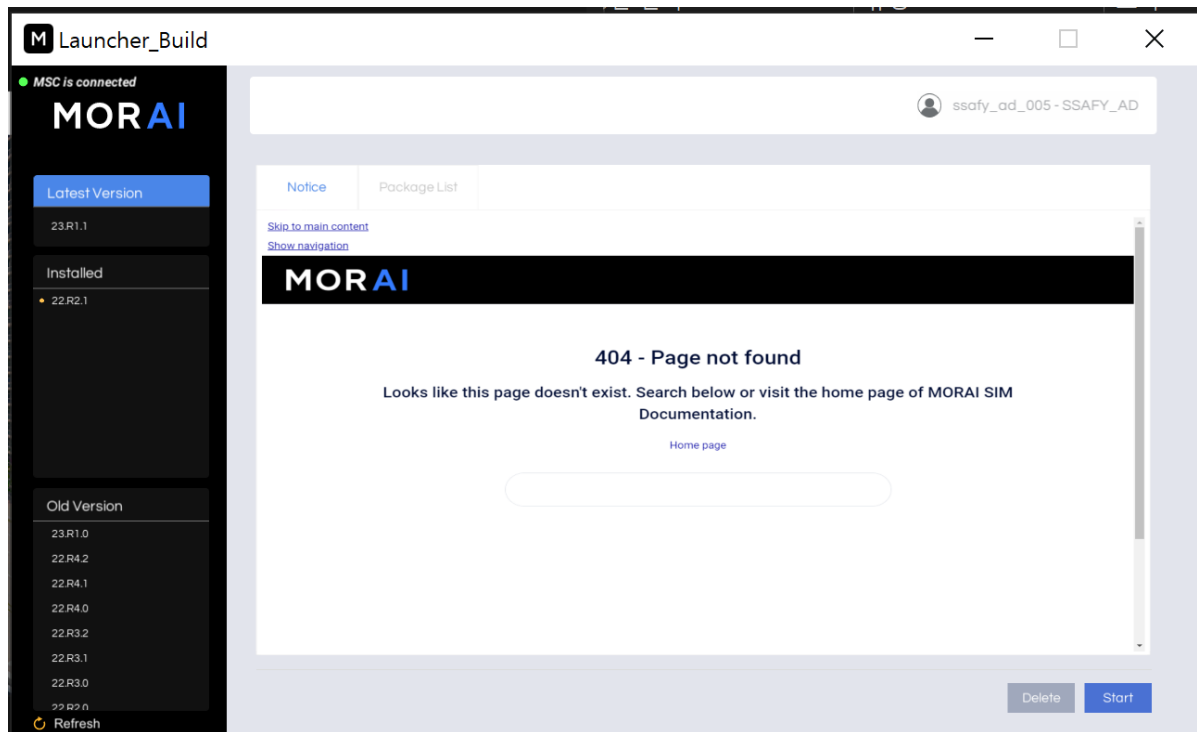 M Launcher_Build
MSC is connected
MORAI
ssafy_ad_005 - SSAFY_AD
Latest Version
23.R1.1
Installed
22.R2.1
Old Version
23.R1.0
22.R4.2
22.R4.1
22.R4.0
22.R3.2
22.R3.1
22.R3.0
22.R2.0
Refresh
Notice
Package List
Skip to main content
Show navigation
MORAI
404 - Page not found
Looks like this page doesn't exist. Search below or visit the home page of MORAI SIM
Documentation.
Home page
Delete
Start